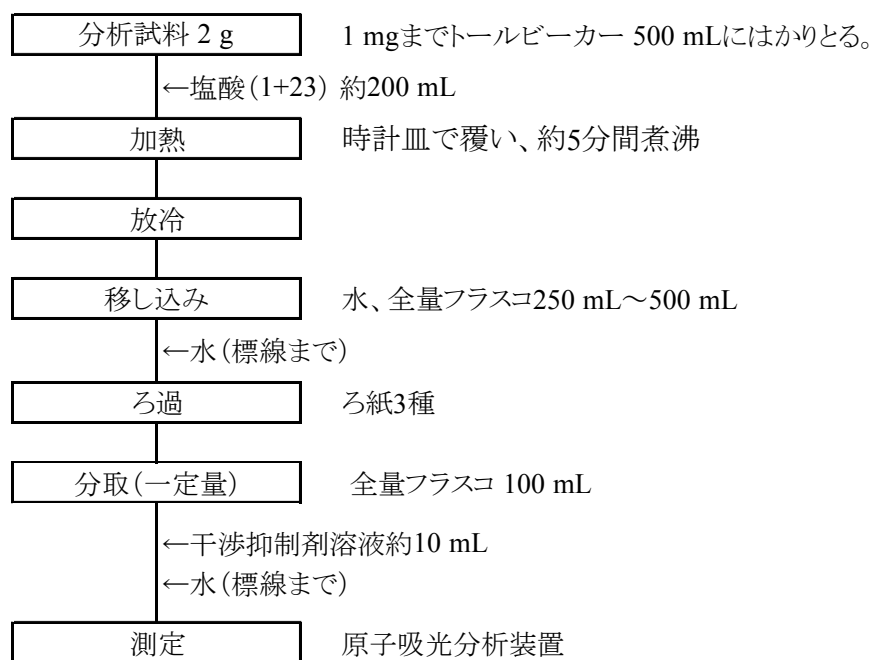 分析試料 2 g 1 mgまでトールビーカー 500 mLにはかりとる。
←塩酸(1+23) 約200 mL
加熱 時計皿で覆い、約5分間煮沸
放冷
移し込み 水、全量フラスコ250 mL~500 mL
←水(標線まで)
ろ過 ろ紙3種
分取(一定量) 全量フラスコ 100 mL
←干渉抑制剤溶液約10 mL
←水(標線まで)
測定 原子吸光分析装置